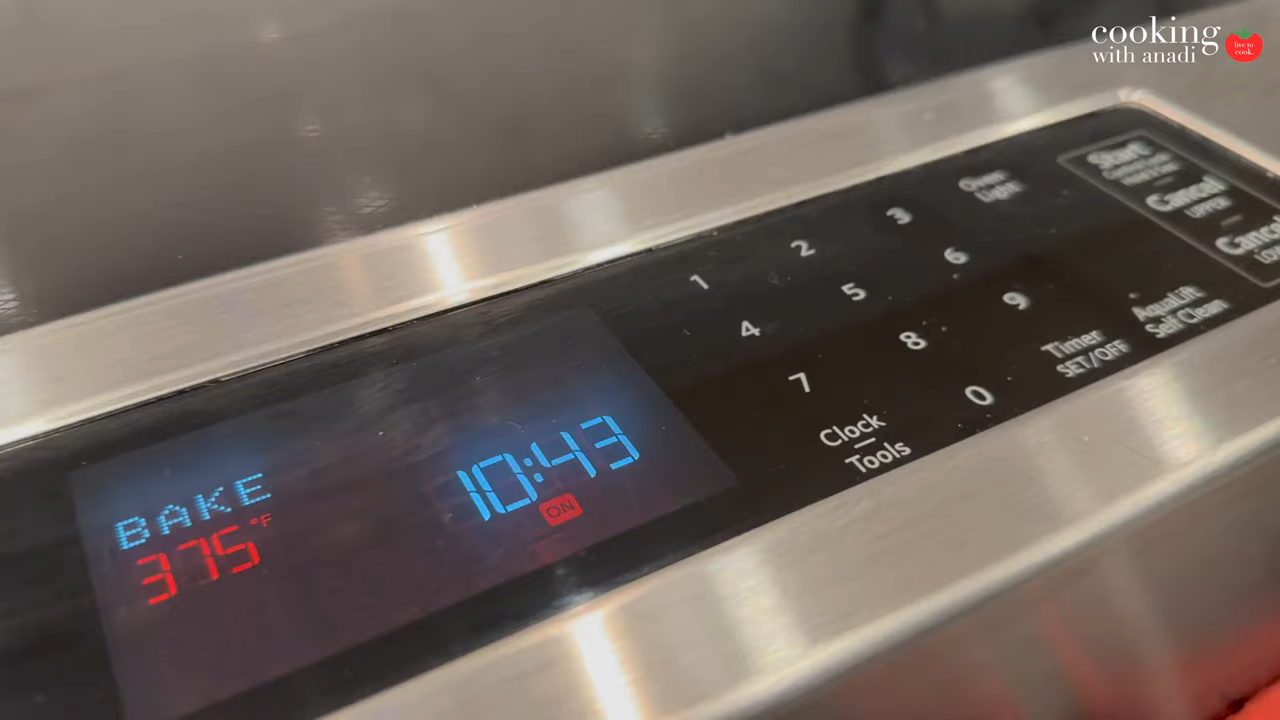 cooking
with anadi
live to
cook.
Start
Cancel
UPPER
Cancel
Oven
Light
1 2 3
4 5 6
7 8 9
0
Clock
Tools
Timer
SET/OFF
AquaLift
Self Clean
BAKE
375°F
10:43
ON